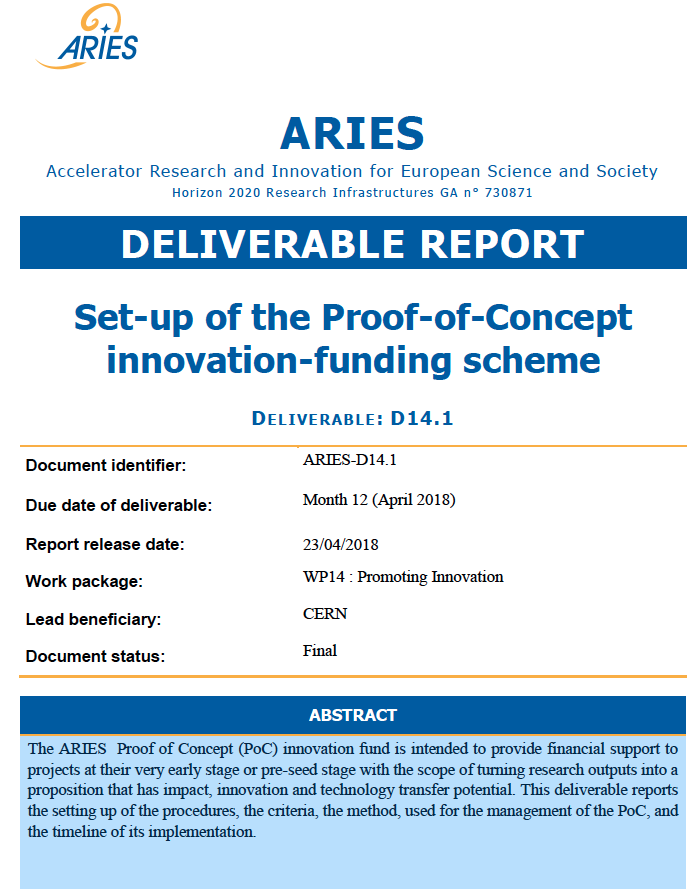 ARIES
ARIES
Accelerator Research and Innovation for European Science and Society
Horizon 2020 Research Infrastructures GA n° 730871
DELIVERABLE REPORT
Set-up of the Proof-of-Concept
innovation-funding scheme
DELIVERABLE: D14.1
Document identifier: ARIES-D14.1
Due date of deliverable: Month 12 (April 2018)
Report release date: 23/04/2018
Work package: WP14 : Promoting Innovation
Lead beneficiary: CERN
Document status: Final
ABSTRACT
The ARIES Proof of Concept (PoC) innovation fund is intended to provide financial support to
projects at their very early stage or pre-seed stage with the scope of turning research outputs into a
proposition that has impact, innovation and technology transfer potential. This deliverable reports
the setting up of the procedures, the criteria, the method, used for the management of the PoC, and
the timeline of its implementation.